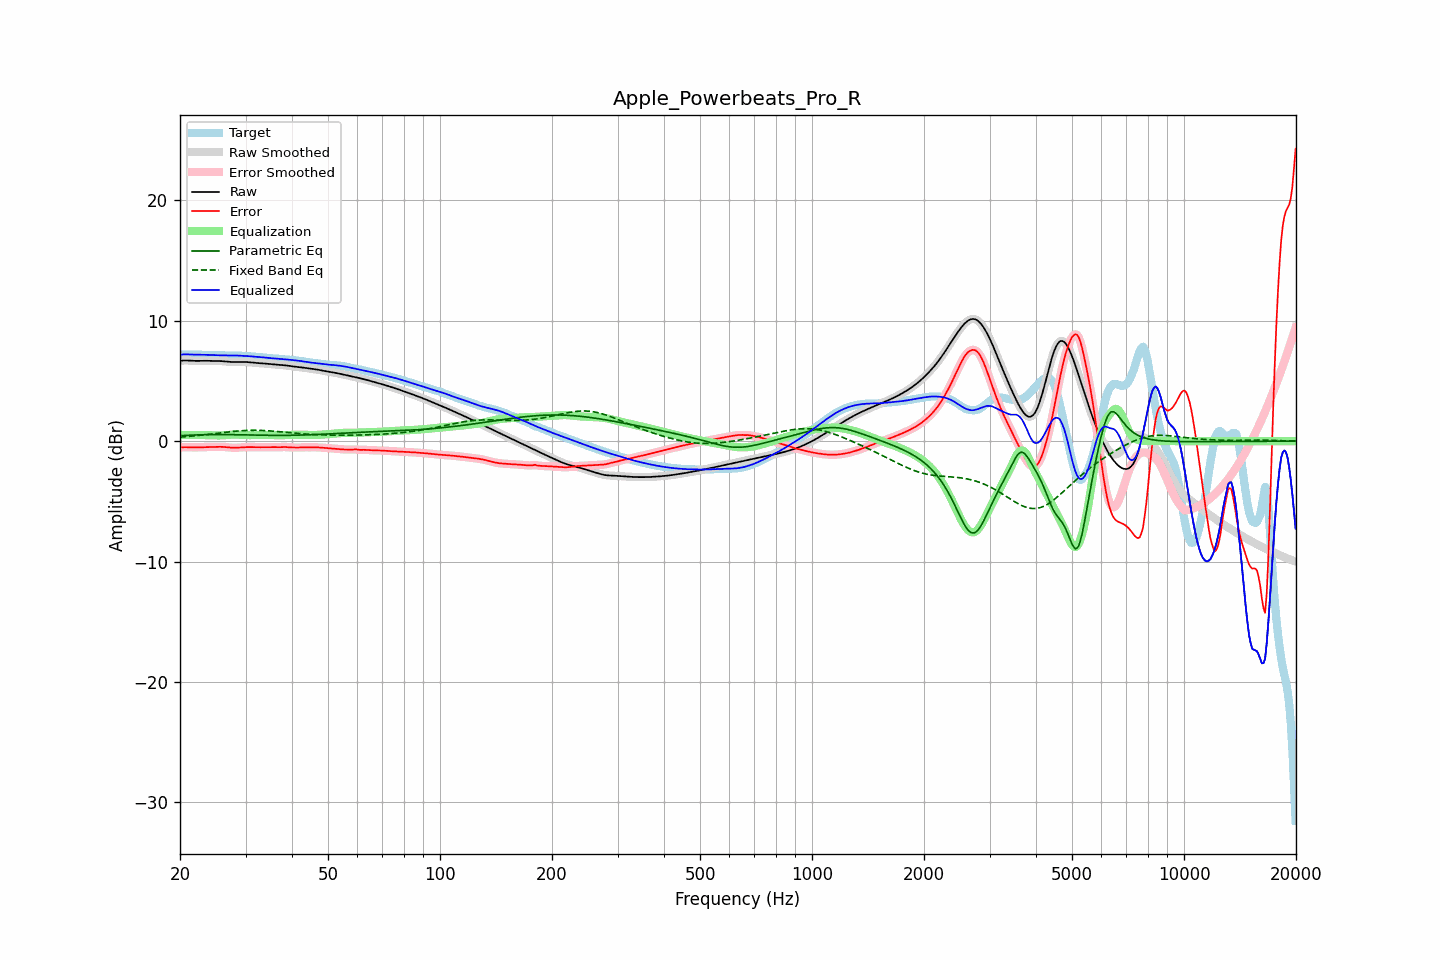 Apple_Powerbeats_Pro_R
Target
Raw Smoothed
Error Smoothed
Raw
Error
Equalization
Parametric Eq
Fixed Band Eq
Equalized
Amplitude (dBr)
20
10
0
−10
−20
−30
20 50 100 200 500 1000 2000 5000 10000 20000
Frequency (Hz)